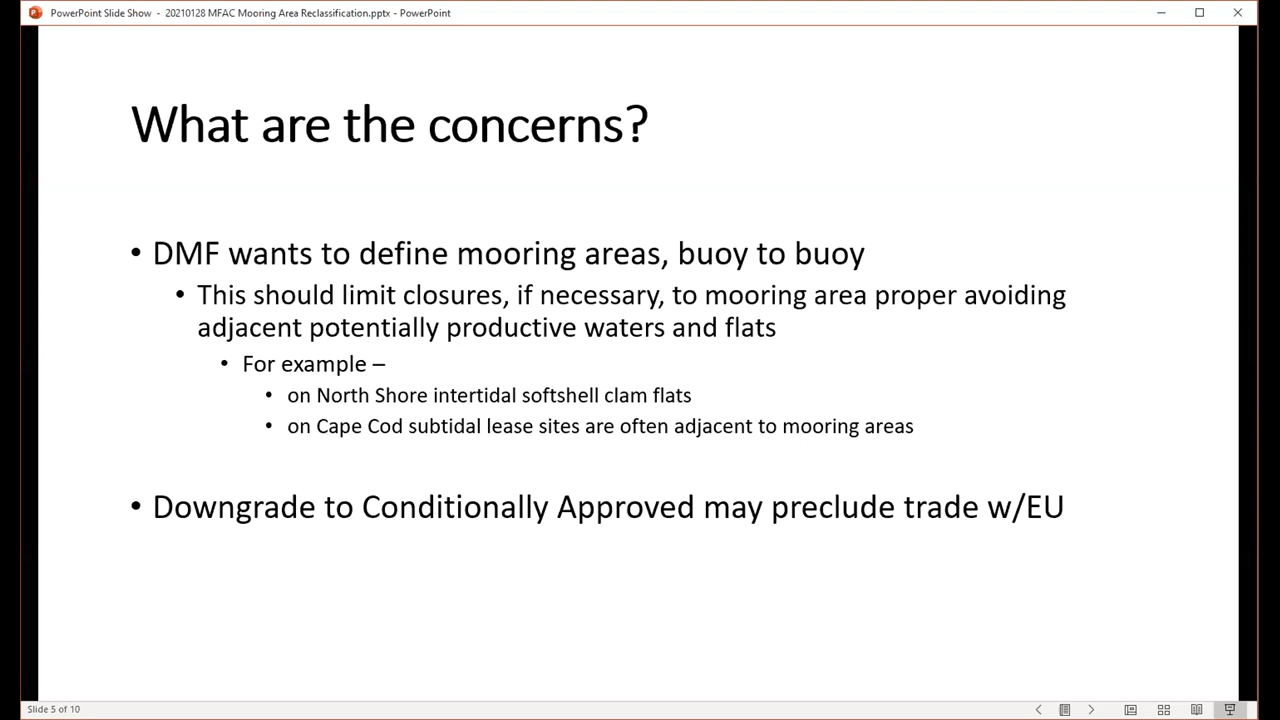 PowerPoint Slide Show - 20210128 MFAC Mooring Area Reclassification.pptx - PowerPoint
What are the concerns?
• DMF wants to define mooring areas, buoy to buoy
• This should limit closures, if necessary, to mooring area proper avoiding
adjacent potentially productive waters and flats
• For example –
• on North Shore intertidal softshell clam flats
• on Cape Cod subtidal lease sites are often adjacent to mooring areas
• Downgrade to Conditionally Approved may preclude trade w/EU
Slide 5 of 10